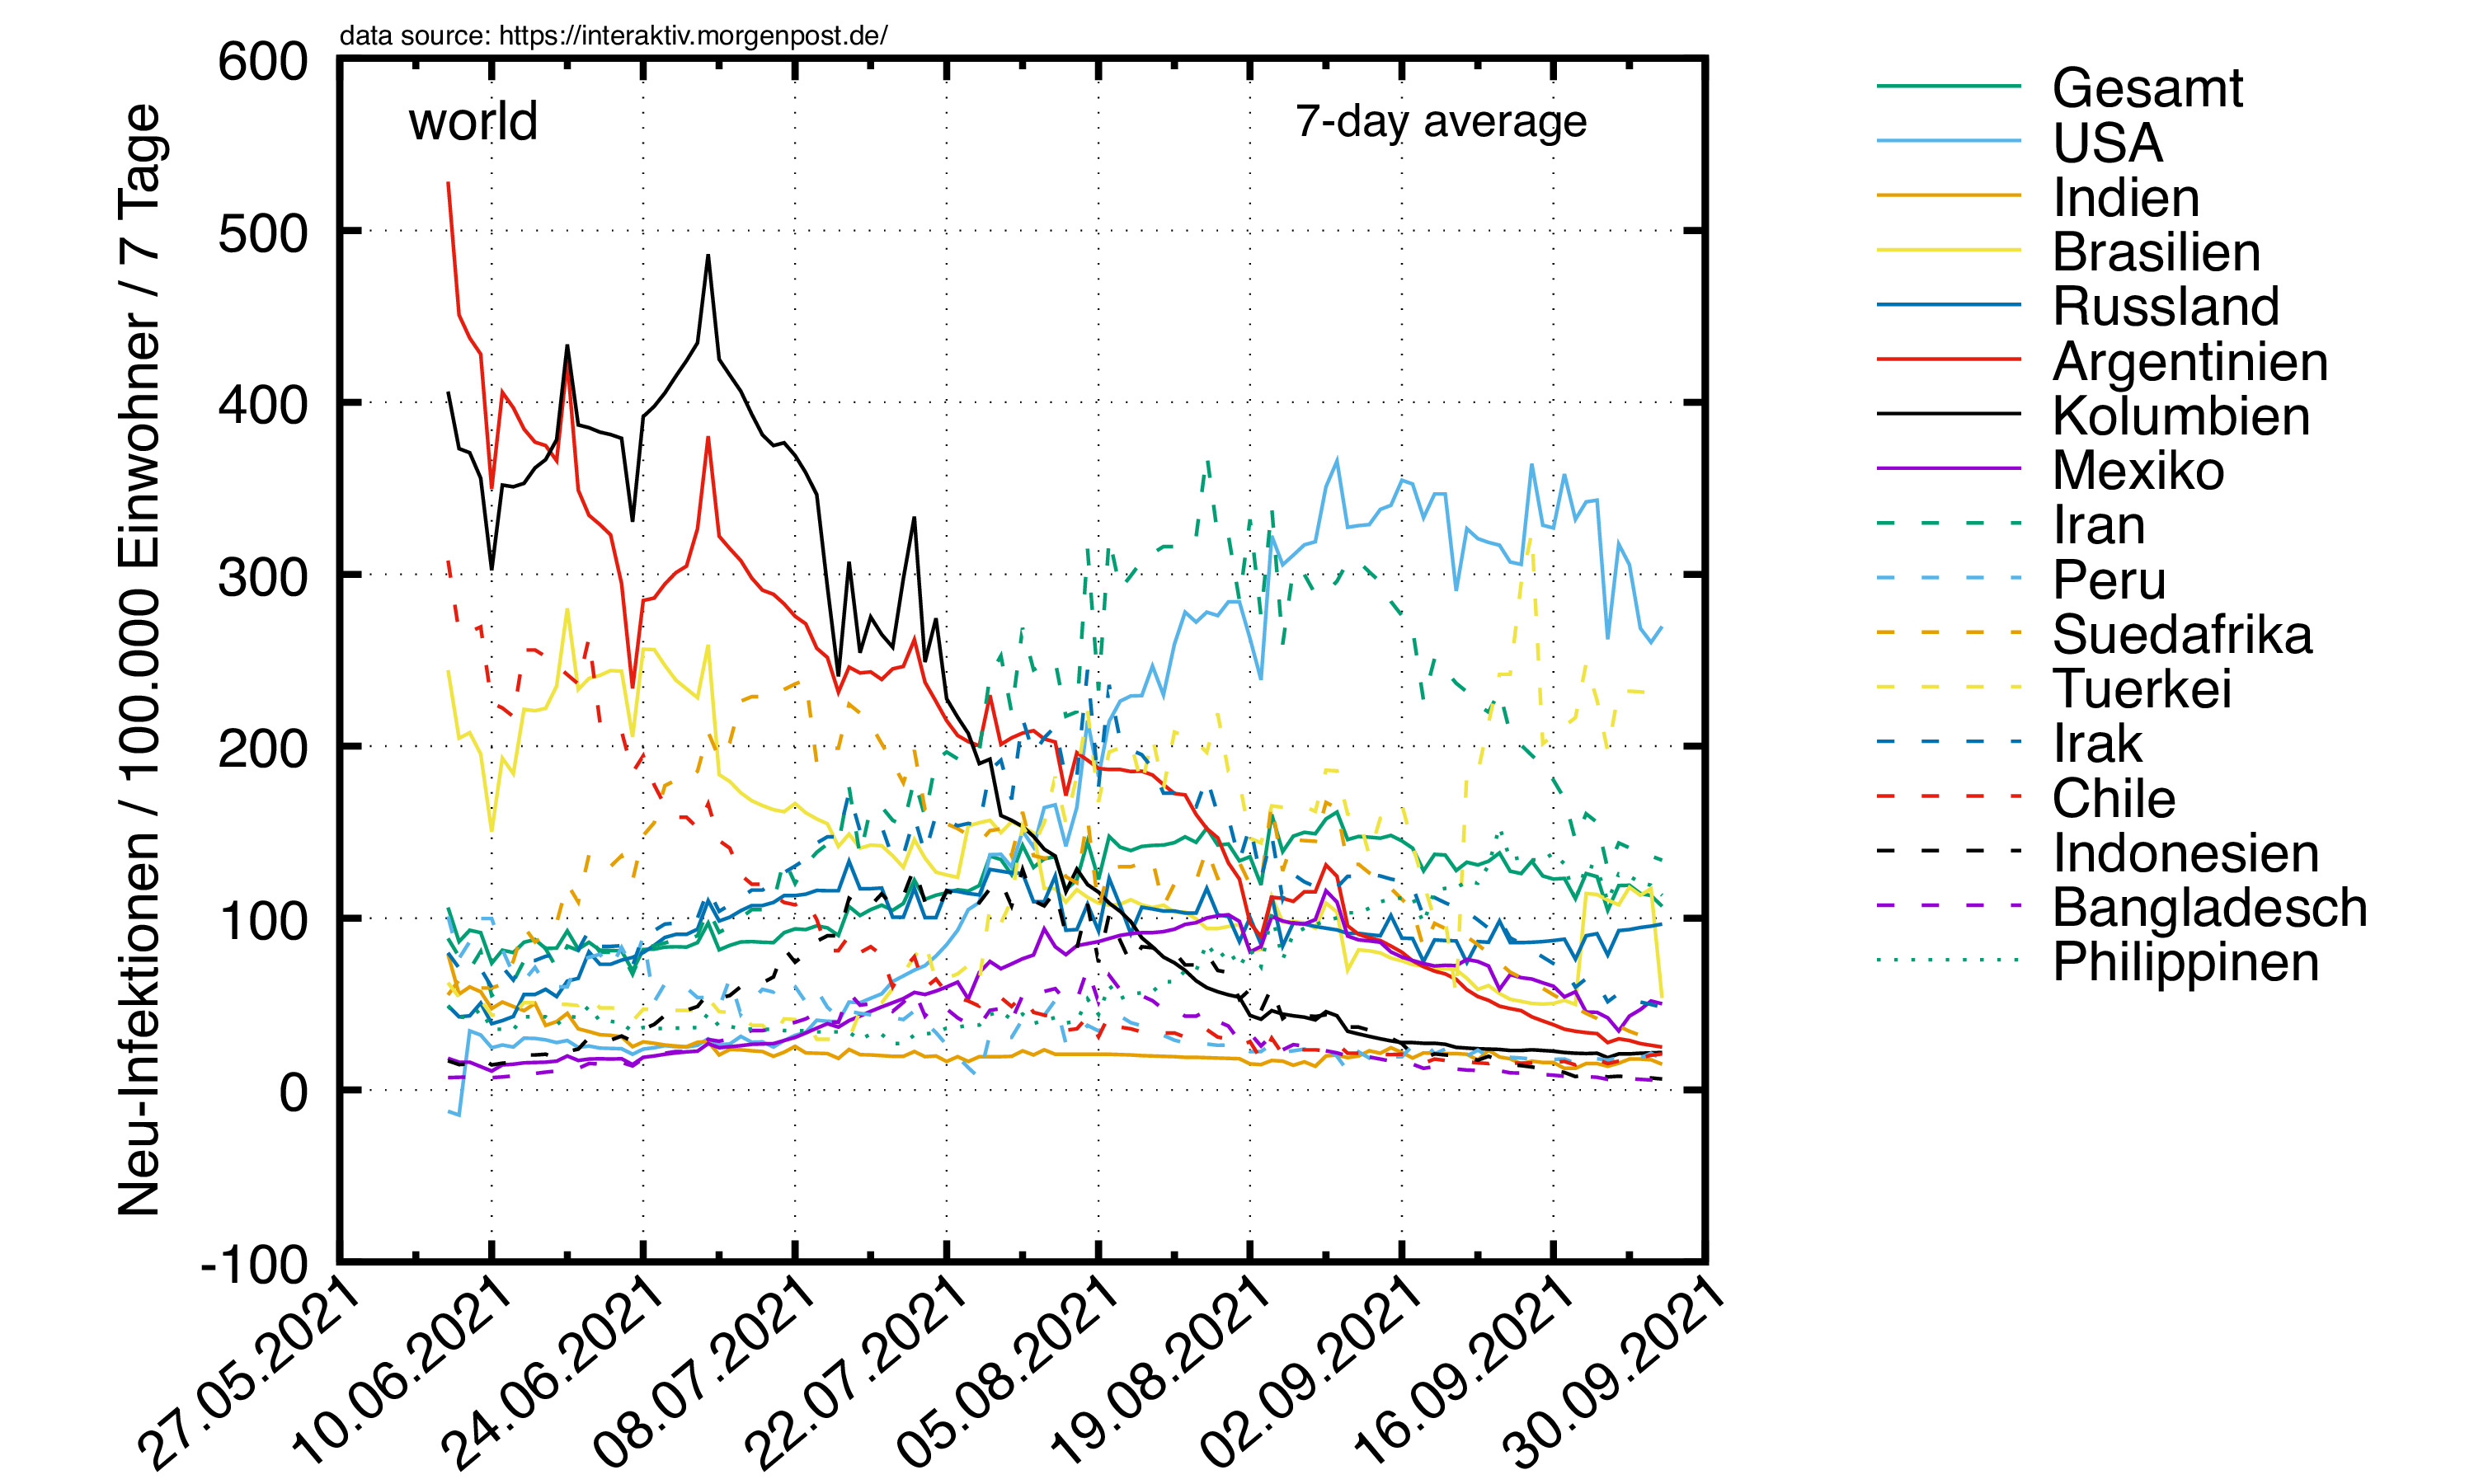 data source: https://interaktiv.morgenpost.de/
600
500
400
300
200
100
0
-100
Neu-Infektionen / 100.000 Einwohner / 7 Tage
world
7-day average
27.05.2021
10.06.2021
24.06.2021
08.07.2021
22.07.2021
05.08.2021
19.08.2021
02.09.2021
16.09.2021
30.09.2021
Gesamt
USA
Indien
Brasilien
Russland
Argentinien
Kolumbien
Mexiko
Iran
Peru
Suedafrika
Tuerkei
Irak
Chile
Indonesien
Bangladesch
Philippinen